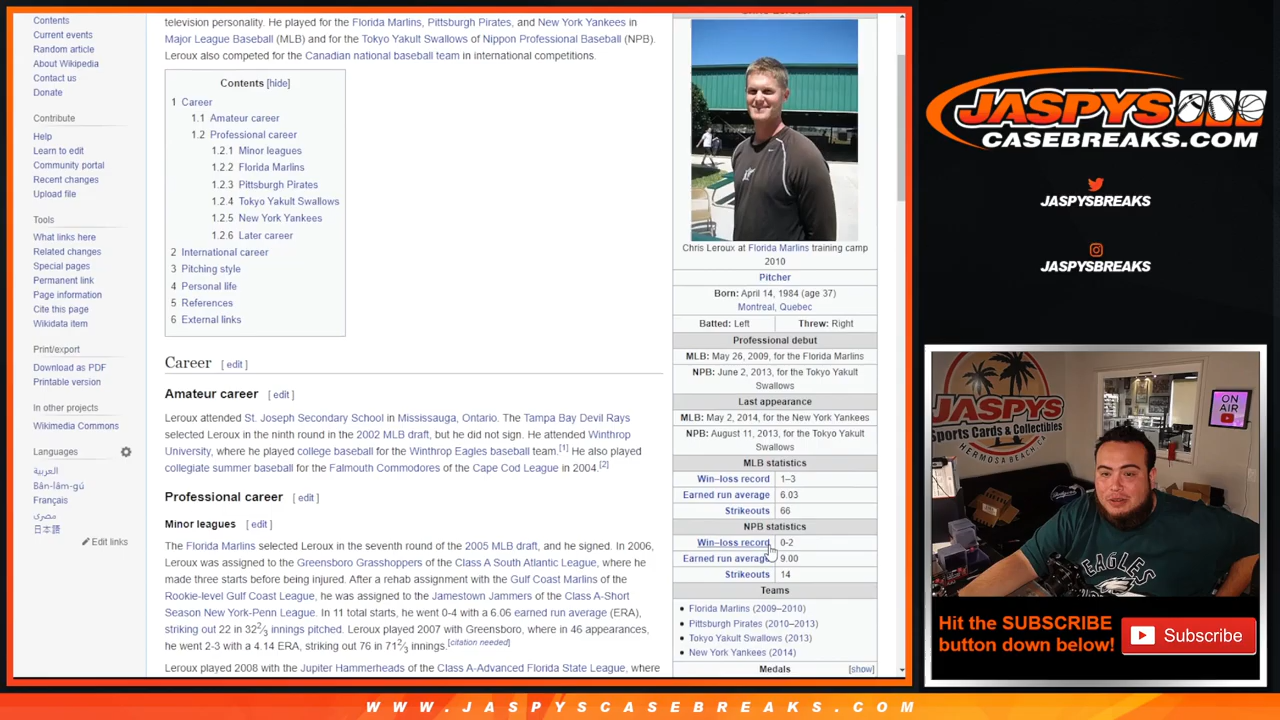 Contents
Current events
Random article
About Wikipedia
Contact us
Donate
Contribute
Help
Learn to edit
Community portal
Recent changes
Upload file
Tools
What links here
Related changes
Special pages
Permanent link
Page information
Cite this page
Wikidata item
Print/export
Download as PDF
Printable version
In other projects
Wikimedia Commons
Languages
العربية
Bân-lâm-gú
Français
مصرى
日本語
Edit links
television personality. He played for the Florida Marlins, Pittsburgh Pirates, and New York Yankees in
Major League Baseball (MLB) and for the Tokyo Yakult Swallows of Nippon Professional Baseball (NPB).
Leroux also competed for the Canadian national baseball team in international competitions.
Contents [hide]
1 Career
1.1 Amateur career
1.2 Professional career
1.2.1 Minor leagues
1.2.2 Florida Marlins
1.2.3 Pittsburgh Pirates
1.2.4 Tokyo Yakult Swallows
1.2.5 New York Yankees
1.2.6 Later career
2 International career
3 Pitching style
4 Personal life
5 References
6 External links
Career [ edit ]
Amateur career [ edit ]
Leroux attended St. Joseph Secondary School in Mississauga, Ontario. The Tampa Bay Devil Rays
selected Leroux in the ninth round in the 2002 MLB draft, but he did not sign. He attended Winthrop
University, where he played college baseball for the Winthrop Eagles baseball team.[1] He also played
collegiate summer baseball for the Falmouth Commodores of the Cape Cod League in 2004.[2]
Professional career [ edit ]
Minor leagues [ edit ]
The Florida Marlins selected Leroux in the seventh round of the 2005 MLB draft, and he signed. In 2006,
Leroux was assigned to the Greensboro Grasshoppers of the Class A South Atlantic League, where he
made three starts before being injured. After a rehab assignment with the Gulf Coast Marlins of the
Rookie-level Gulf Coast League, he was assigned to the Jamestown Jammers of the Class A-Short
Season New York-Penn League. In 11 total starts, he went 0-4 with a 6.06 earned run average (ERA),
striking out 22 in 32 2/3 innings pitched. Leroux played 2007 with Greensboro, where in 46 appearances,
he went 2-3 with a 4.14 ERA, striking out 76 in 71 2/3 innings.[citation needed]
Leroux played 2008 with the Jupiter Hammerheads of the Class A-Advanced Florida State League, where
Chris Leroux at Florida Marlins training camp
2010
Pitcher
Born: April 14, 1984 (age 37)
Montreal, Quebec
Batted: Left Threw: Right
Professional debut
MLB: May 26, 2009, for the Florida Marlins
NPB: June 2, 2013, for the Tokyo Yakult
Swallows
Last appearance
MLB: May 2, 2014, for the New York Yankees
NPB: August 11, 2013, for the Tokyo Yakult
Swallows
MLB statistics
Win–loss record 1–3
Earned run average 6.03
Strikeouts 66
NPB statistics
Win–loss record 0-2
Earned run average 9.00
Strikeouts 14
Teams
Florida Marlins (2009–2010)
Pittsburgh Pirates (2010–2013)
Tokyo Yakult Swallows (2013)
New York Yankees (2014)
Medals [show]
JASPYS
CASEBREAKS.COM
JASPYSBREAKS
JASPYSBREAKS
JASPYS
Sports Cards & Collectibles
HERMOSA BEACH, CA
ON AIR
EAGLES
Hit the SUBSCRIBE
button down below!
Subscribe
WWW.JASPYSCASEBREAKS.COM